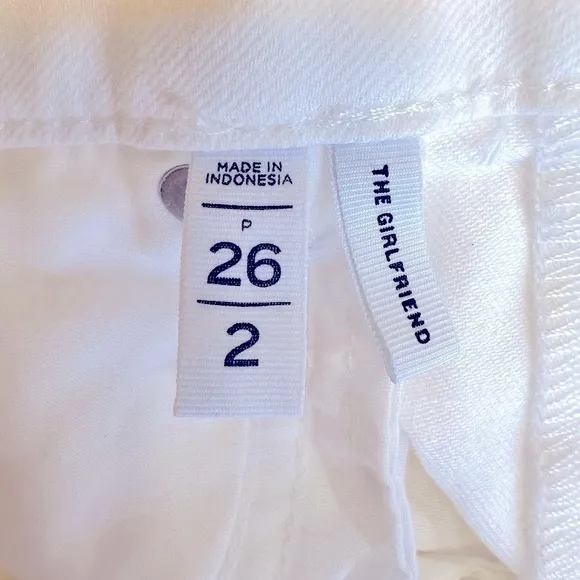 MADE IN
INDONESIA
P
26
2
THE GIRLFRIEND